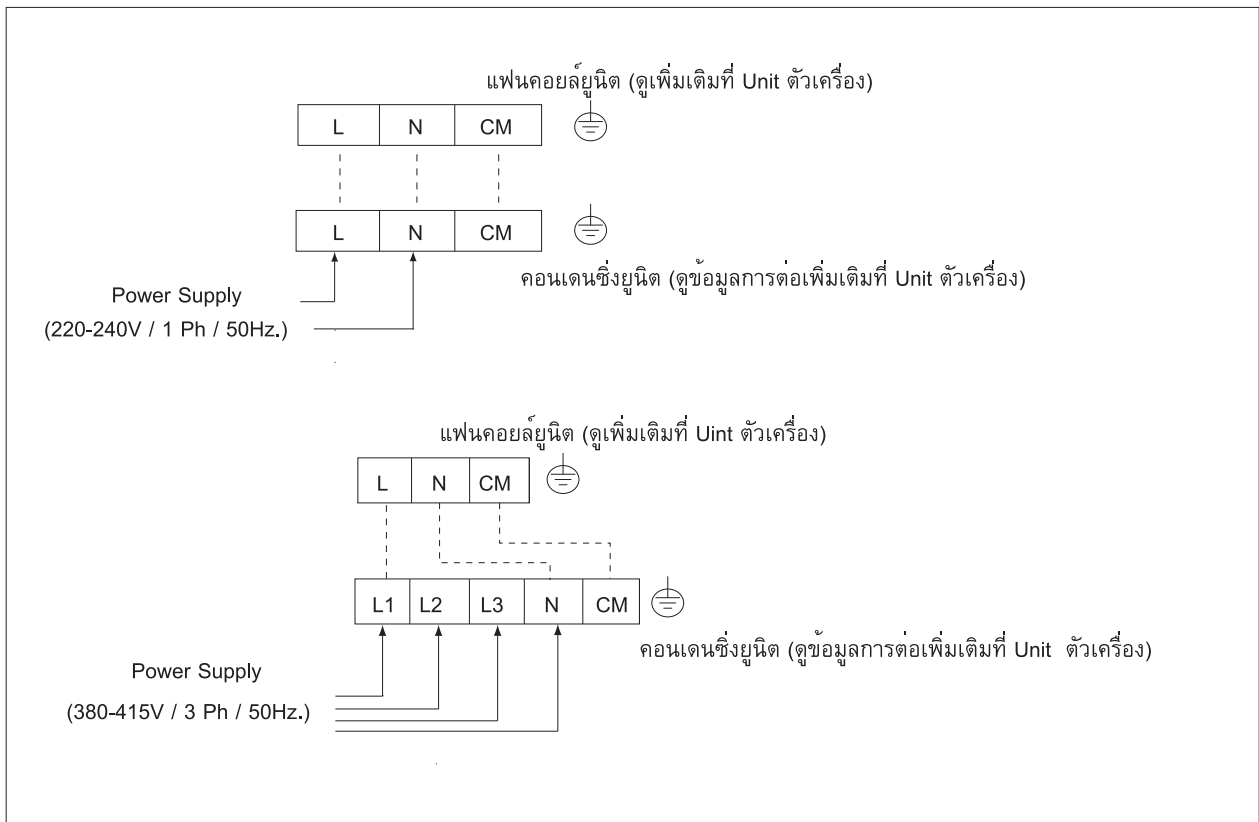 แฟนคอยล์ยูนิต (ดูเพิ่มเติมที่ Unit ตัวเครื่อง)
L N CM
L N CM
คอนเดนซิ่งยูนิต (ดูข้อมูลการต่อเพิ่มเติมที่ Unit ตัวเครื่อง)
Power Supply
(220-240V / 1 Ph / 50Hz.)
แฟนคอยล์ยูนิต (ดูเพิ่มเติมที่ Uint ตัวเครื่อง)
L N CM
L1 L2 L3 N CM
คอนเดนซิ่งยูนิต (ดูข้อมูลการต่อเพิ่มเติมที่ Unit ตัวเครื่อง)
Power Supply
(380-415V / 3 Ph / 50Hz.)